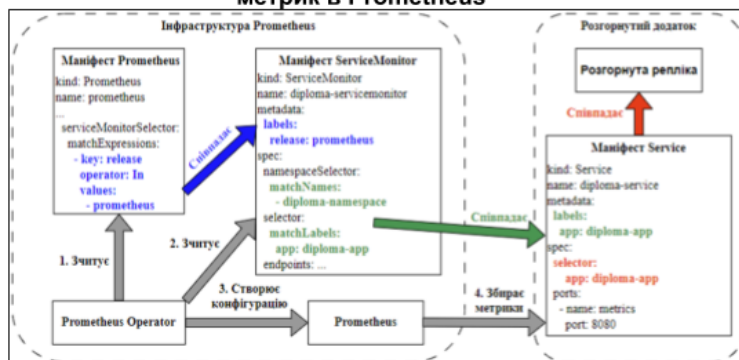 метрик в Prometheus
Інфраструктура Prometheus
Маніфест Prometheus
kind: Prometheus
name: prometheus
...
serviceMonitorSelector:
matchExpressions:
- key: release
operator: In
values:
- prometheus
Співпадає
Маніфест ServiceMonitor
kind: ServiceMonitor
name: diploma-servicemonitor
metadata:
labels:
release: prometheus
spec:
namespaceSelector:
matchNames:
- diploma-namespace
selector:
matchLabels:
app: diploma-app
endpoints: ...
1. Зчитує
2. Зчитує
3. Створює
конфігурацію
Prometheus Operator
Prometheus
4. Збирає
метрики
Співпадає
Розгорнутий додаток
Розгорнута репліка
Співпадає
Маніфест Service
kind: Service
name: diploma-service
metadata:
labels:
app: diploma-app
spec:
selector:
app: diploma-app
ports:
- name: metrics
port: 8080